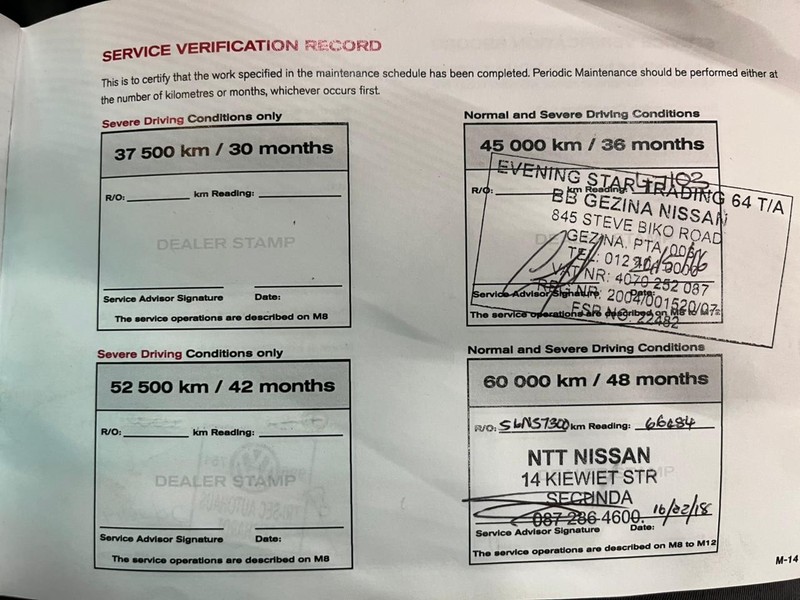 SERVICE VERIFICATION RECORD
This is to certify that the work specified in the maintenance schedule has been completed. Periodic Maintenance should be performed either at
the number of kilometres or months, whichever occurs first.
Severe Driving Conditions only
37 500 km / 30 months
R/O: km Reading:
DEALER STAMP
Service Advisor Signature Date:
The service operations are described on M8
Normal and Severe Driving Conditions
45 000 km / 36 months
R/O: km Reading:
EVENING STAR TRADING 64 T/A
BB GEZINA NISSAN
845 STEVE BIKO ROAD
GEZINA, PTA,
TEL: 012
VAT NR: 4070 252 087
REG NR: 2004/001520/07
FSR NO: 22482
Service Advisor Signature Date:
The service operations are described on M8 to M12
Severe Driving Conditions only
52 500 km / 42 months
R/O: km Reading:
DEALER STAMP
Service Advisor Signature Date:
The service operations are described on M8
Normal and Severe Driving Conditions
60 000 km / 48 months
R/O: km Reading: 66484
NTT NISSAN
14 KIEWIET STR
SECUNDA
087 286 4600.
Service Advisor Signature Date:
The service operations are described on M8 to M12
M-14